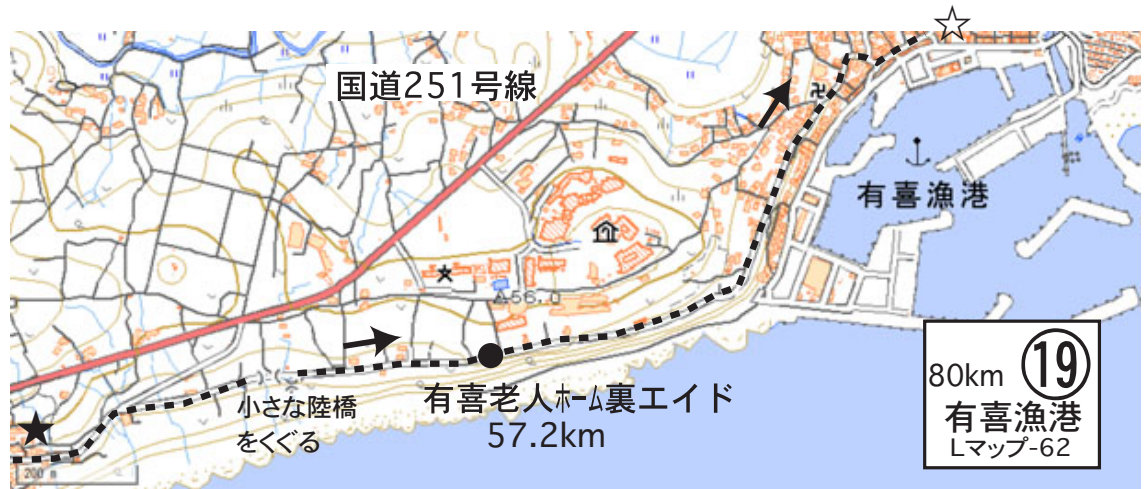 国道251号線
有喜漁港
56.0
小さな陸橋
をくぐる
有喜老人ホーム裏エイド
57.2km
200 m
80km ⑲
有喜漁港
Lマップ-62